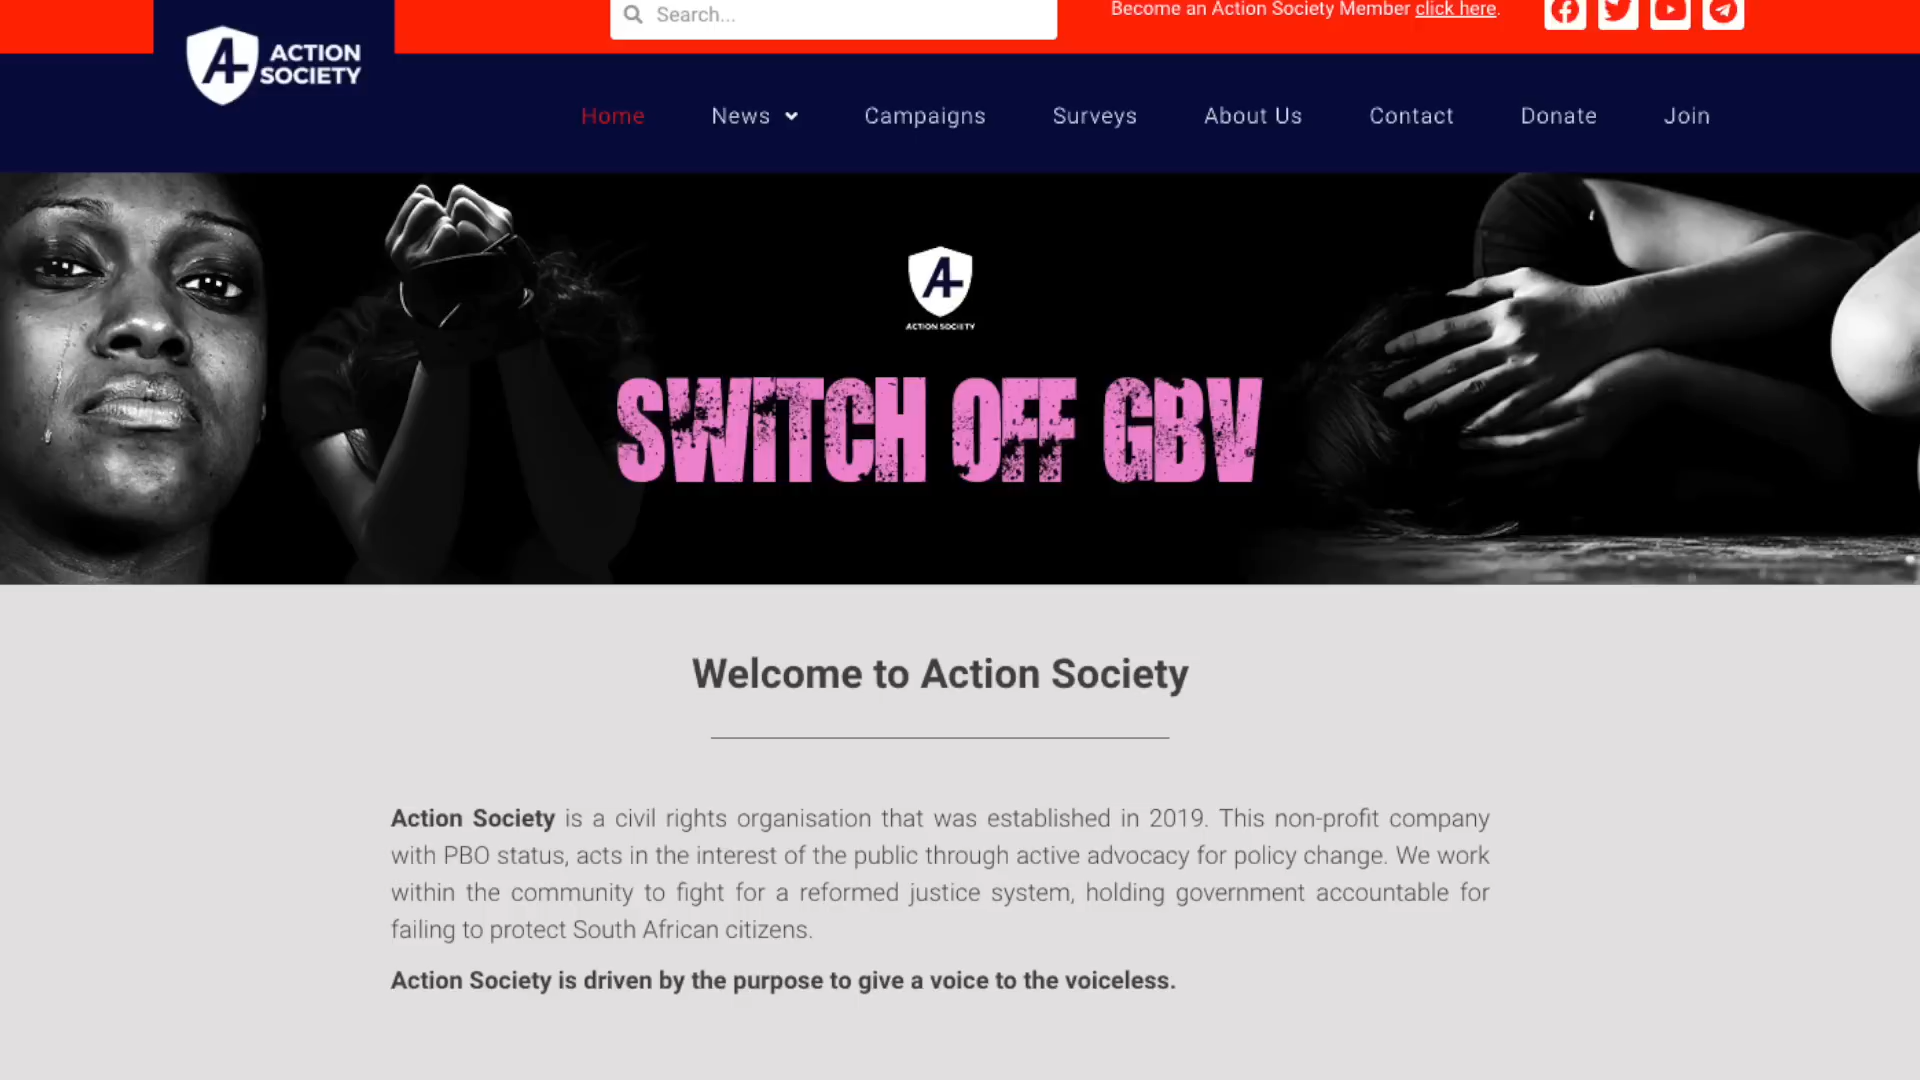 Search...
Become an Action Society Member click here.
ACTION
SOCIETY
Home
News
Campaigns
Surveys
About Us
Contact
Donate
Join
ACTION SOCIETY
SWITCH OFF GBV
Welcome to Action Society
Action Society is a civil rights organisation that was established in 2019. This non-profit company
with PBO status, acts in the interest of the public through active advocacy for policy change. We work
within the community to fight for a reformed justice system, holding government accountable for
failing to protect South African citizens.
Action Society is driven by the purpose to give a voice to the voiceless.